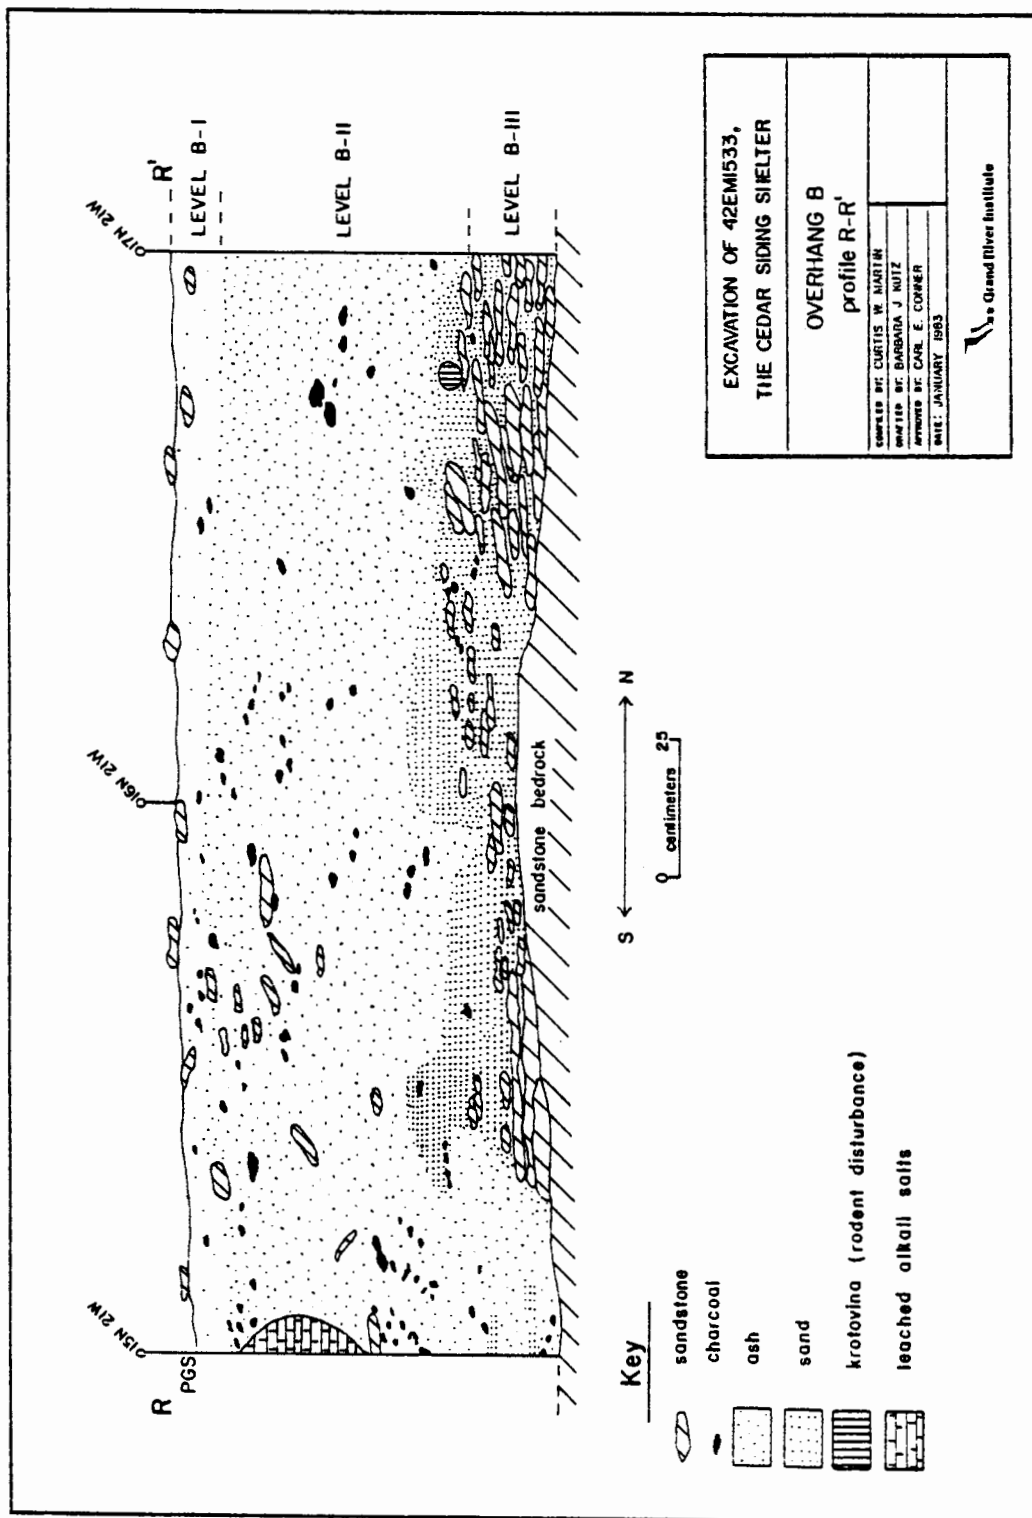 R
R'
PGS
015N 21W
016N 21W
017N 21W
LEVEL B-I
LEVEL B-II
LEVEL B-III
sandstone bedrock
S N
0 25
centimeters
Key
sandstone
charcoal
ash
sand
krotovina (rodent disturbance)
leached alkali salts
EXCAVATION OF 42EM1533,
THE CEDAR SIDING SHELTER
OVERHANG B
profile R-R'
COMPILED BY: CURTIS W. MARTIN
DRAFTED BY: BARBARA J KUTZ
APPROVED BY: CARL E. CONNER
DATE: JANUARY 1983
Grand River Institute